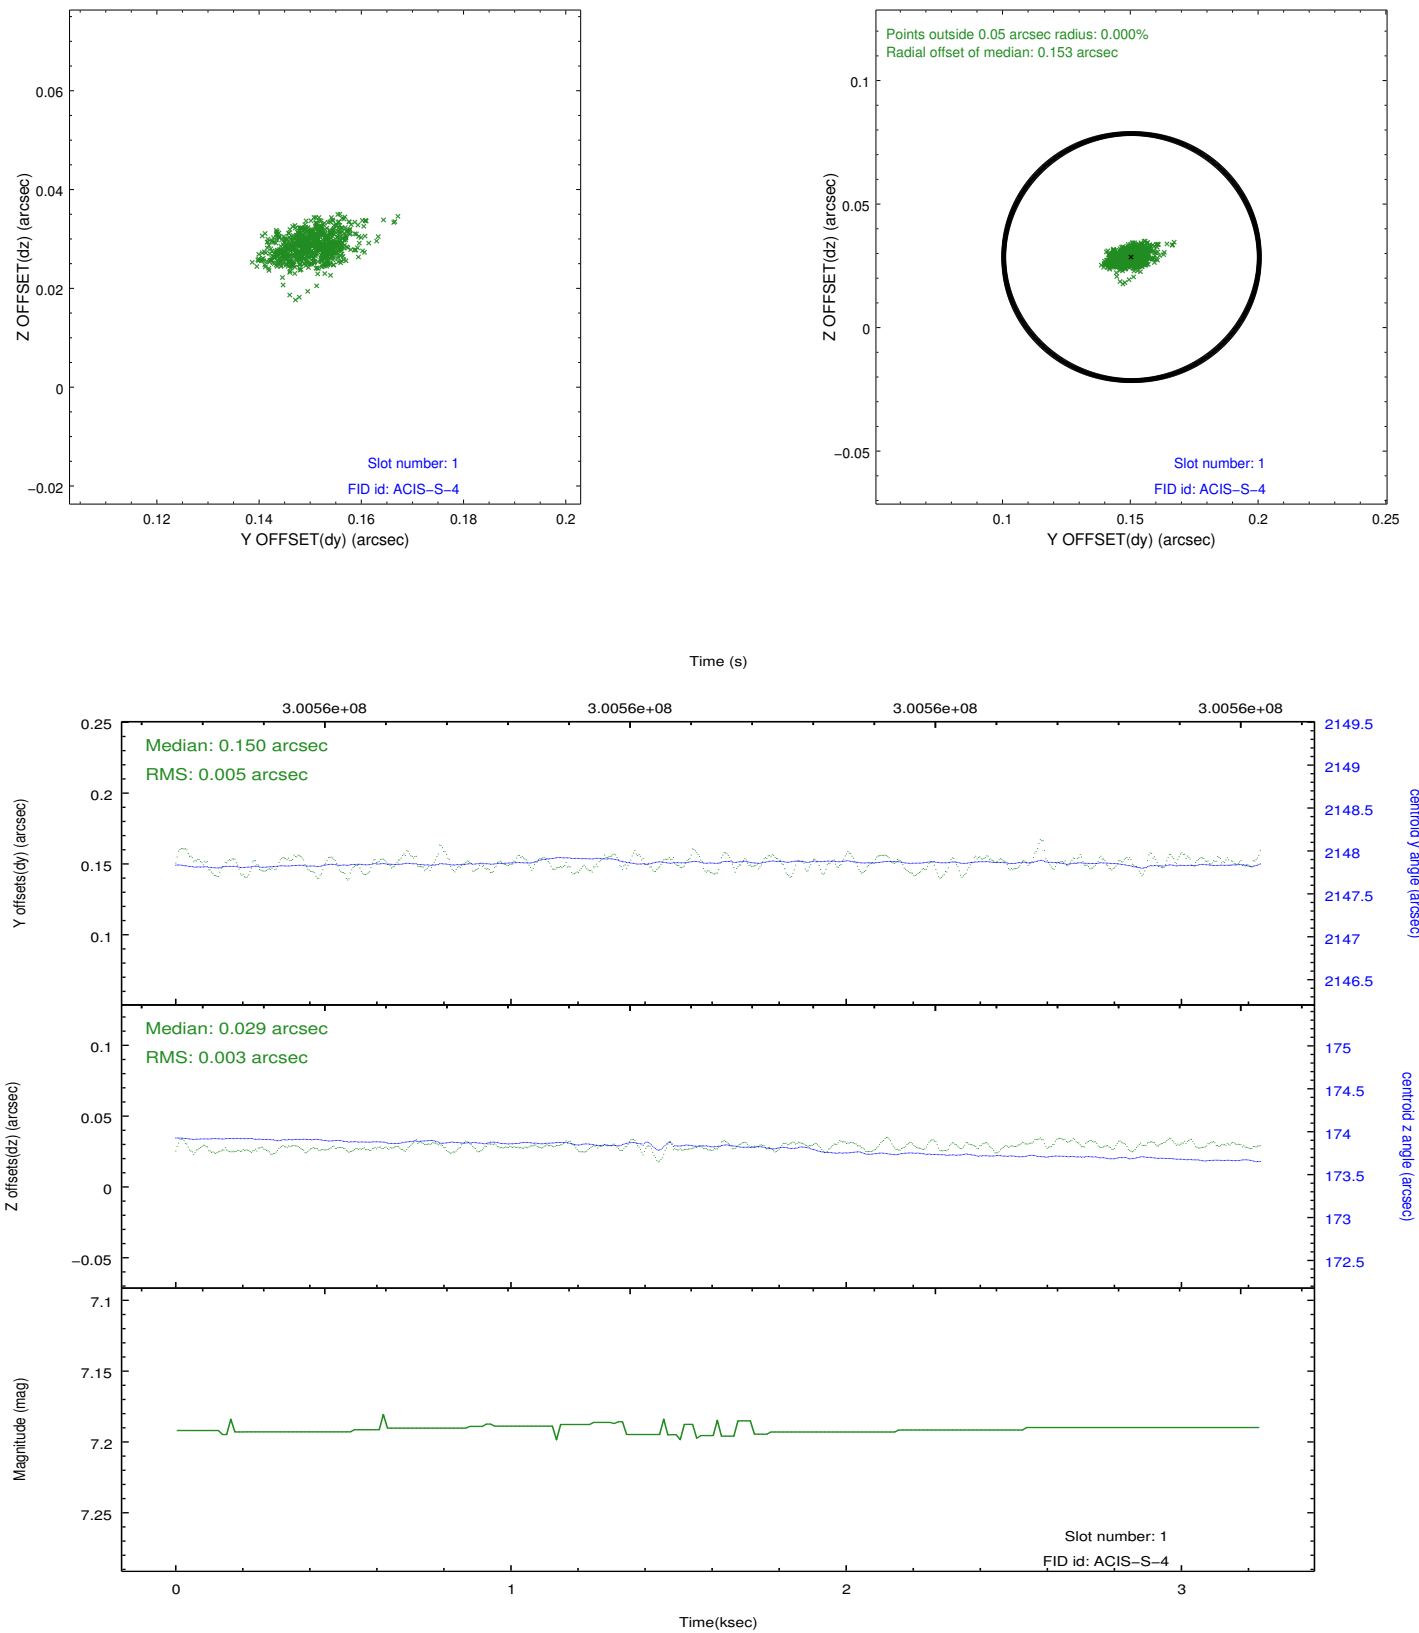 0.06
0.04
0.02
0
−0.02
Z OFFSET(dz) (arcsec)
Slot number: 1
FID id: ACIS−S−4
0.12 0.14 0.16 0.18 0.2
Y OFFSET(dy) (arcsec)
Points outside 0.05 arcsec radius: 0.000%
Radial offset of median: 0.153 arcsec
0.1
0.05
0
−0.05
Z OFFSET(dz) (arcsec)
Slot number: 1
FID id: ACIS−S−4
0.1 0.15 0.2 0.25
Y OFFSET(dy) (arcsec)
Time (s)
3.0056e+08 3.0056e+08 3.0056e+08 3.0056e+08
Median: 0.150 arcsec
RMS: 0.005 arcsec
0.25
0.2
0.15
0.1
Y offsets(dy) (arcsec)
2149.5
2149
2148.5
2148
2147.5
2147
2146.5
centroid y angle (arcsec)
Median: 0.029 arcsec
RMS: 0.003 arcsec
0.1
0.05
0
−0.05
Z offsets(dz) (arcsec)
175
174.5
174
173.5
173
172.5
centroid z angle (arcsec)
7.1
7.15
7.2
7.25
Magnitude (mag)
Slot number: 1
FID id: ACIS−S−4
0 1 2 3
Time(ksec)